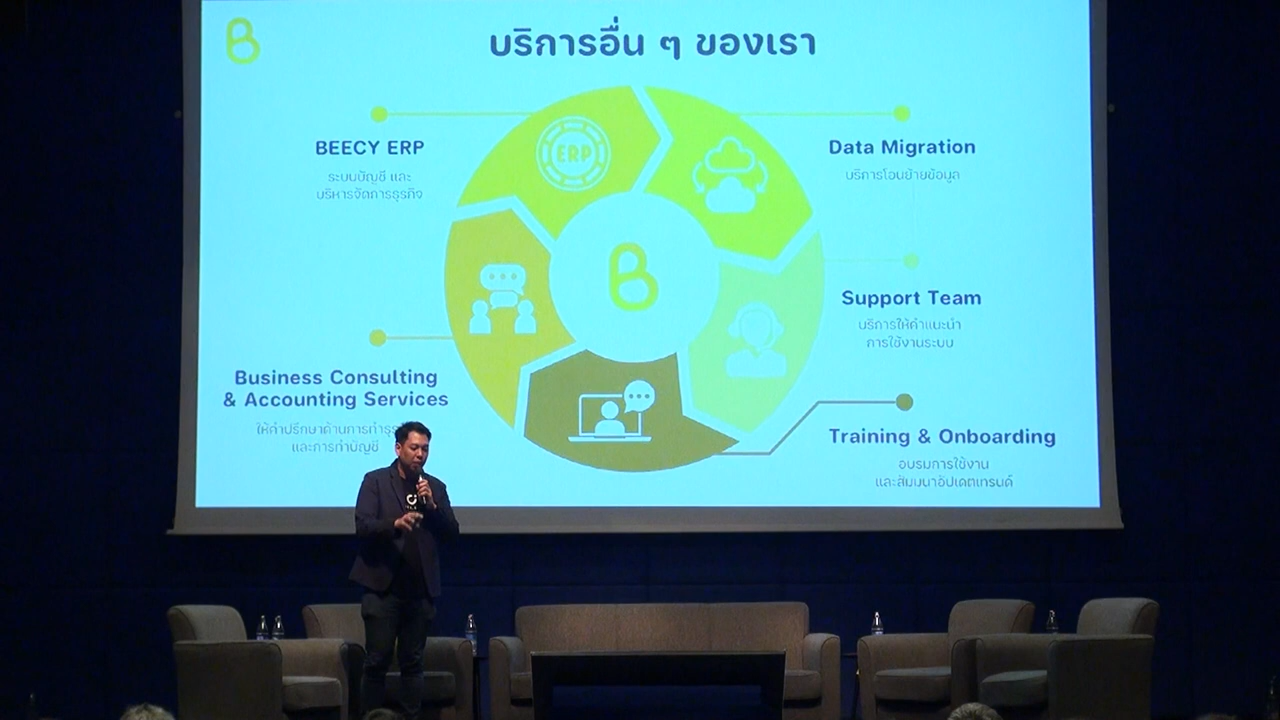 B
บริการอื่น ๆ ของเรา
BEECY ERP
ระบบบัญชี และ
บริหารจัดการธุรกิจ
ERP
Data Migration
บริการโอนย้ายข้อมูล
B
Support Team
บริการให้คำแนะนำ
การใช้งานระบบ
Business Consulting
& Accounting Services
ให้คำปรึกษาด้านการทำ
และการทำบัญชี
Training & Onboarding
อบรมการใช้งาน
และสัมมนาอัปเดตเทรนด์